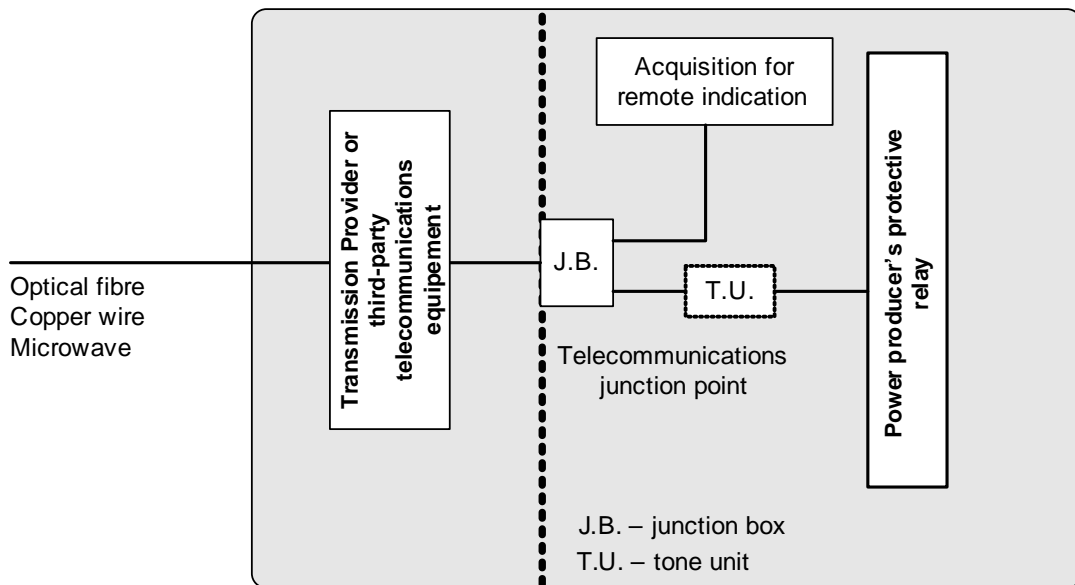 Optical fibre
Copper wire
Microwave
Transmission Provider or
third-party
telecommunications
equipement
J.B.
Acquisition for
remote indication
T.U.
Telecommunications
junction point
Power producer’s protective
relay
J.B. – junction box
T.U. – tone unit